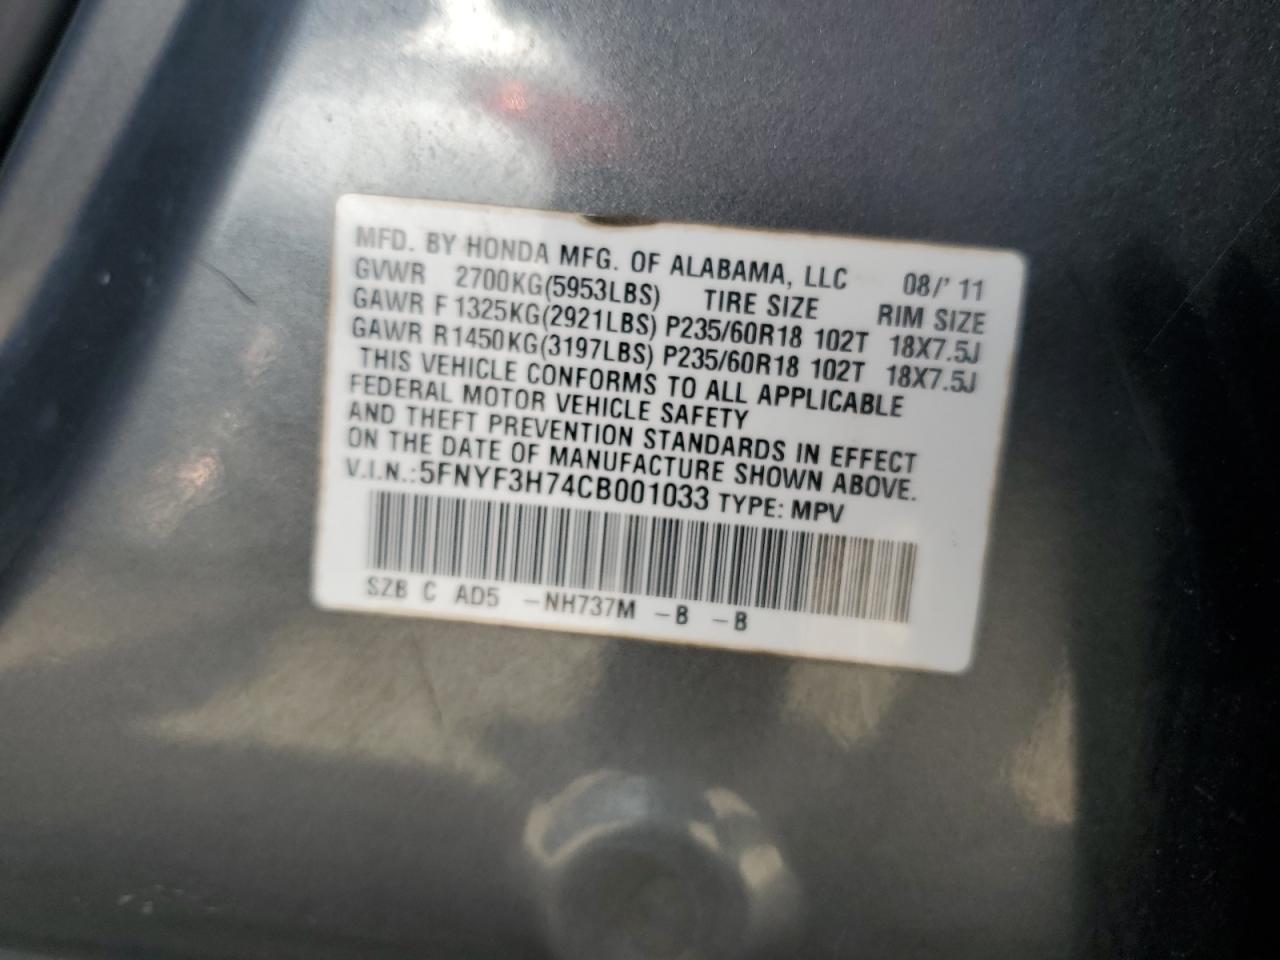 MFD. BY HONDA MFG. OF ALABAMA, LLC 08/'11
GVWR 2700KG(5953LBS) TIRE SIZE RIM SIZE
GAWR F 1325KG(2921LBS) P235/60R18 102T 18X7.5J
GAWR R1450KG(3197LBS) P235/60R18 102T 18X7.5J
THIS VEHICLE CONFORMS TO ALL APPLICABLE
FEDERAL MOTOR VEHICLE SAFETY
AND THEFT PREVENTION STANDARDS IN EFFECT
ON THE DATE OF MANUFACTURE SHOWN ABOVE.
V.I.N.:5FNYF3H74CB001033 TYPE: MPV
SZB C AD5 -NH737M -B -B